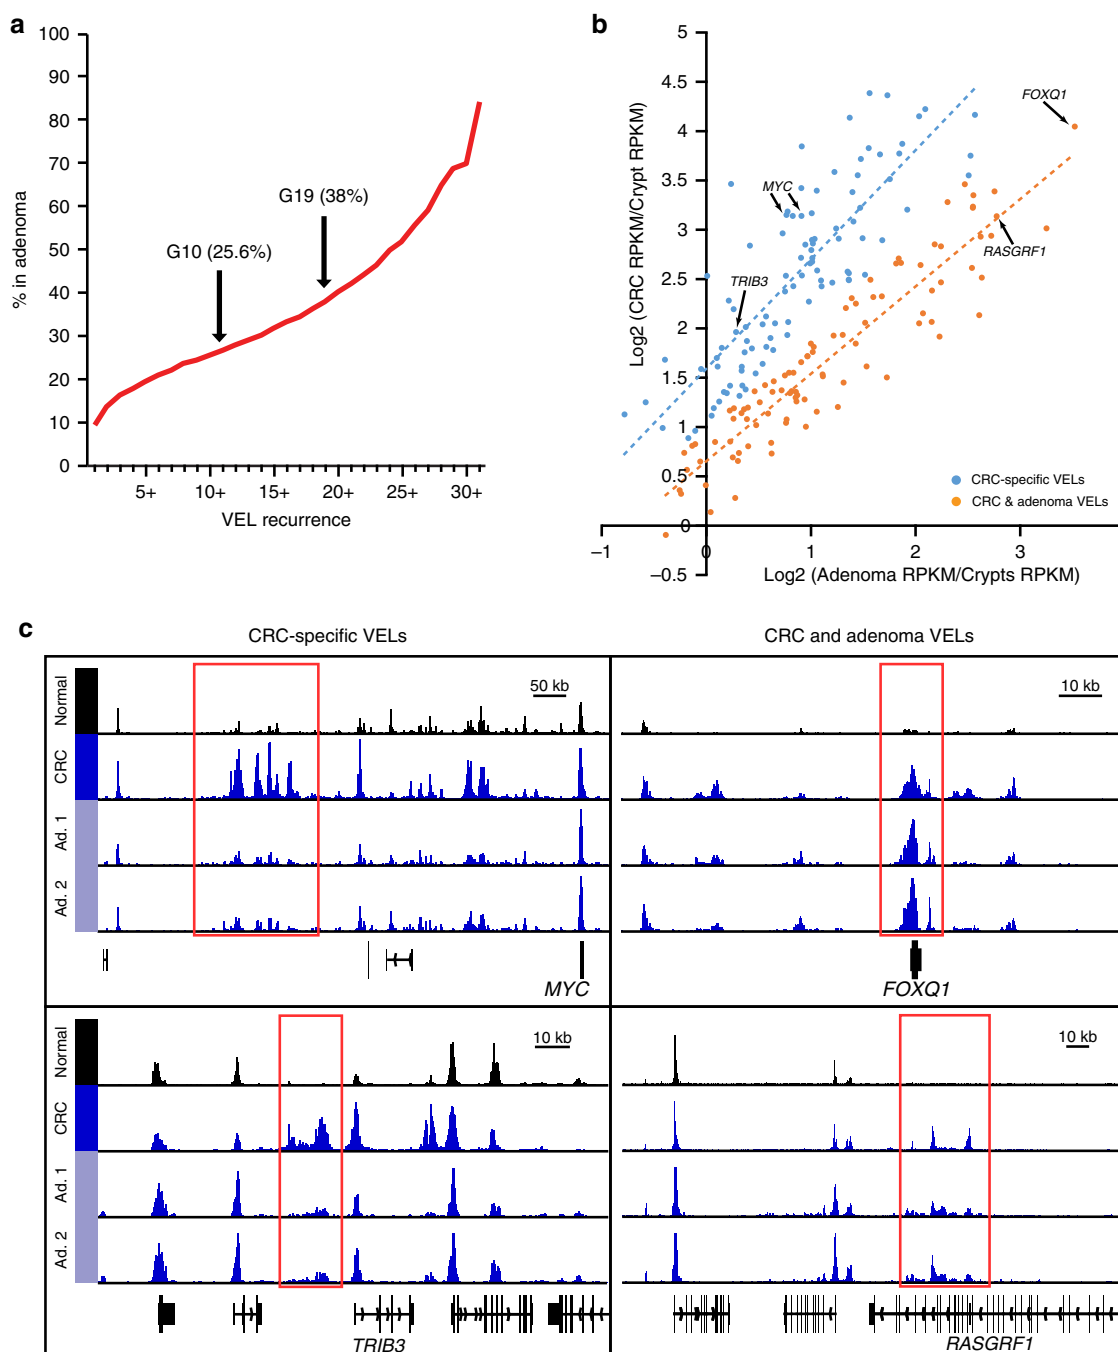 a
100
90
80
70
60
50
40
30
20
10
0
% in adenoma
G10 (25.6%)
G19 (38%)
5+ 10+ 15+ 20+ 25+ 30+
VEL recurrence
b
5
4.5
4
3.5
3
2.5
2
1.5
1
0.5
0
–0.5
Log2 (CRC RPKM/Crypt RPKM)
FOXQ1
MYC
RASGRF1
TRIB3
CRC-specific VELs
CRC & adenoma VELs
–1 0 1 2 3
Log2 (Adenoma RPKM/Crypts RPKM)
c
CRC-specific VELs
CRC and adenoma VELs
Normal
CRC
Ad. 1
Ad. 2
50 kb
MYC
10 kb
FOXQ1
Normal
CRC
Ad. 1
Ad. 2
10 kb
TRIB3
10 kb
RASGRF1